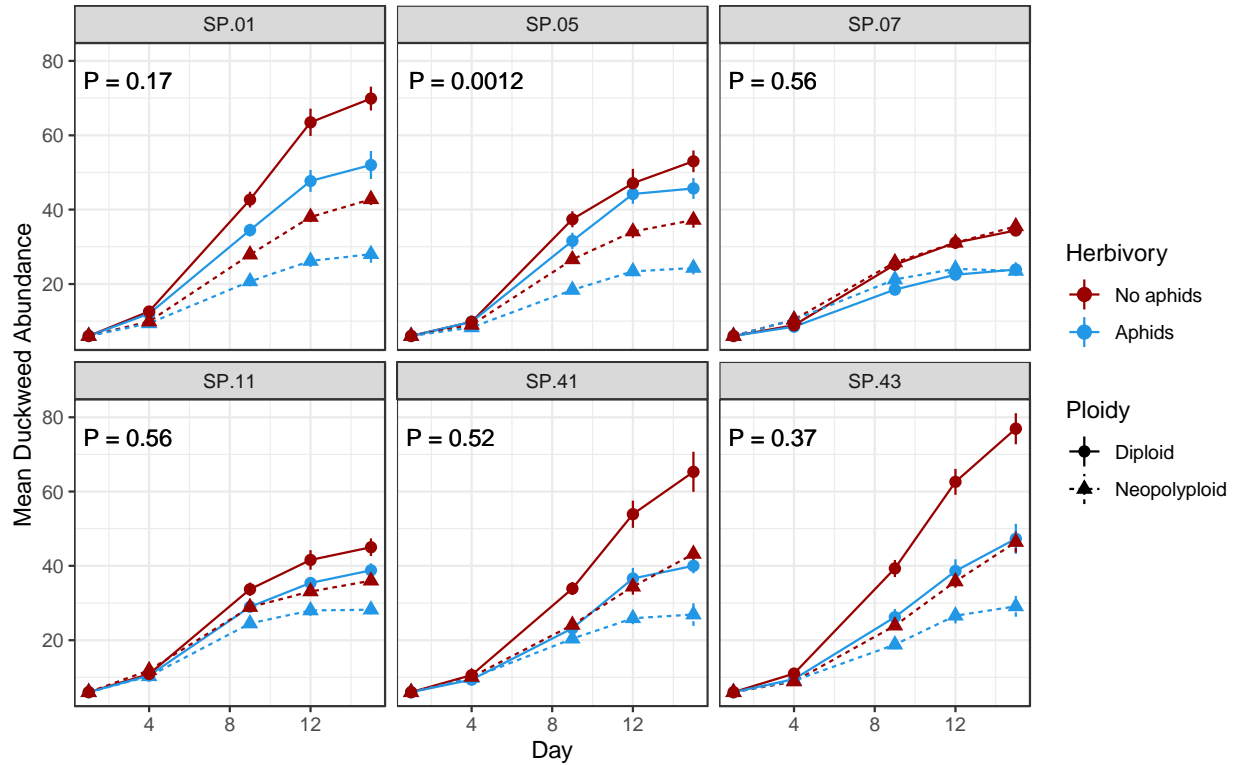 SP.01
SP.05
SP.07
80
60
40
20
P = 0.17
P = 0.0012
P = 0.56
SP.11
SP.41
SP.43
80
60
40
20
P = 0.56
P = 0.52
P = 0.37
4 8 12
4 8 12
4 8 12
Day
Mean Duckweed Abundance
Herbivory
No aphids
Aphids
Ploidy
Diploid
Neopolyploid